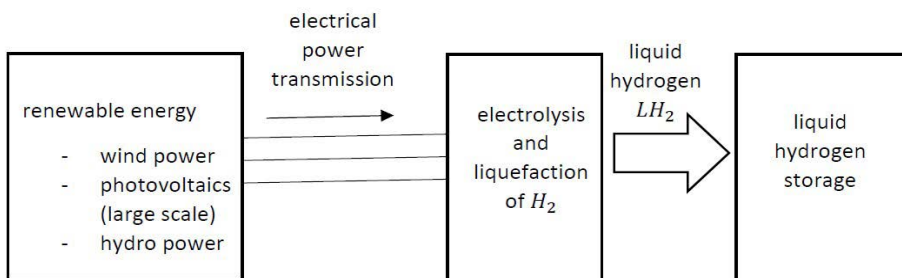 renewable energy
- wind power
- photovoltaics
(large scale)
- hydro power
electrical
power
transmission
electrolysis
and
liquefaction
of H₂
liquid
hydrogen
LH₂
liquid
hydrogen
storage